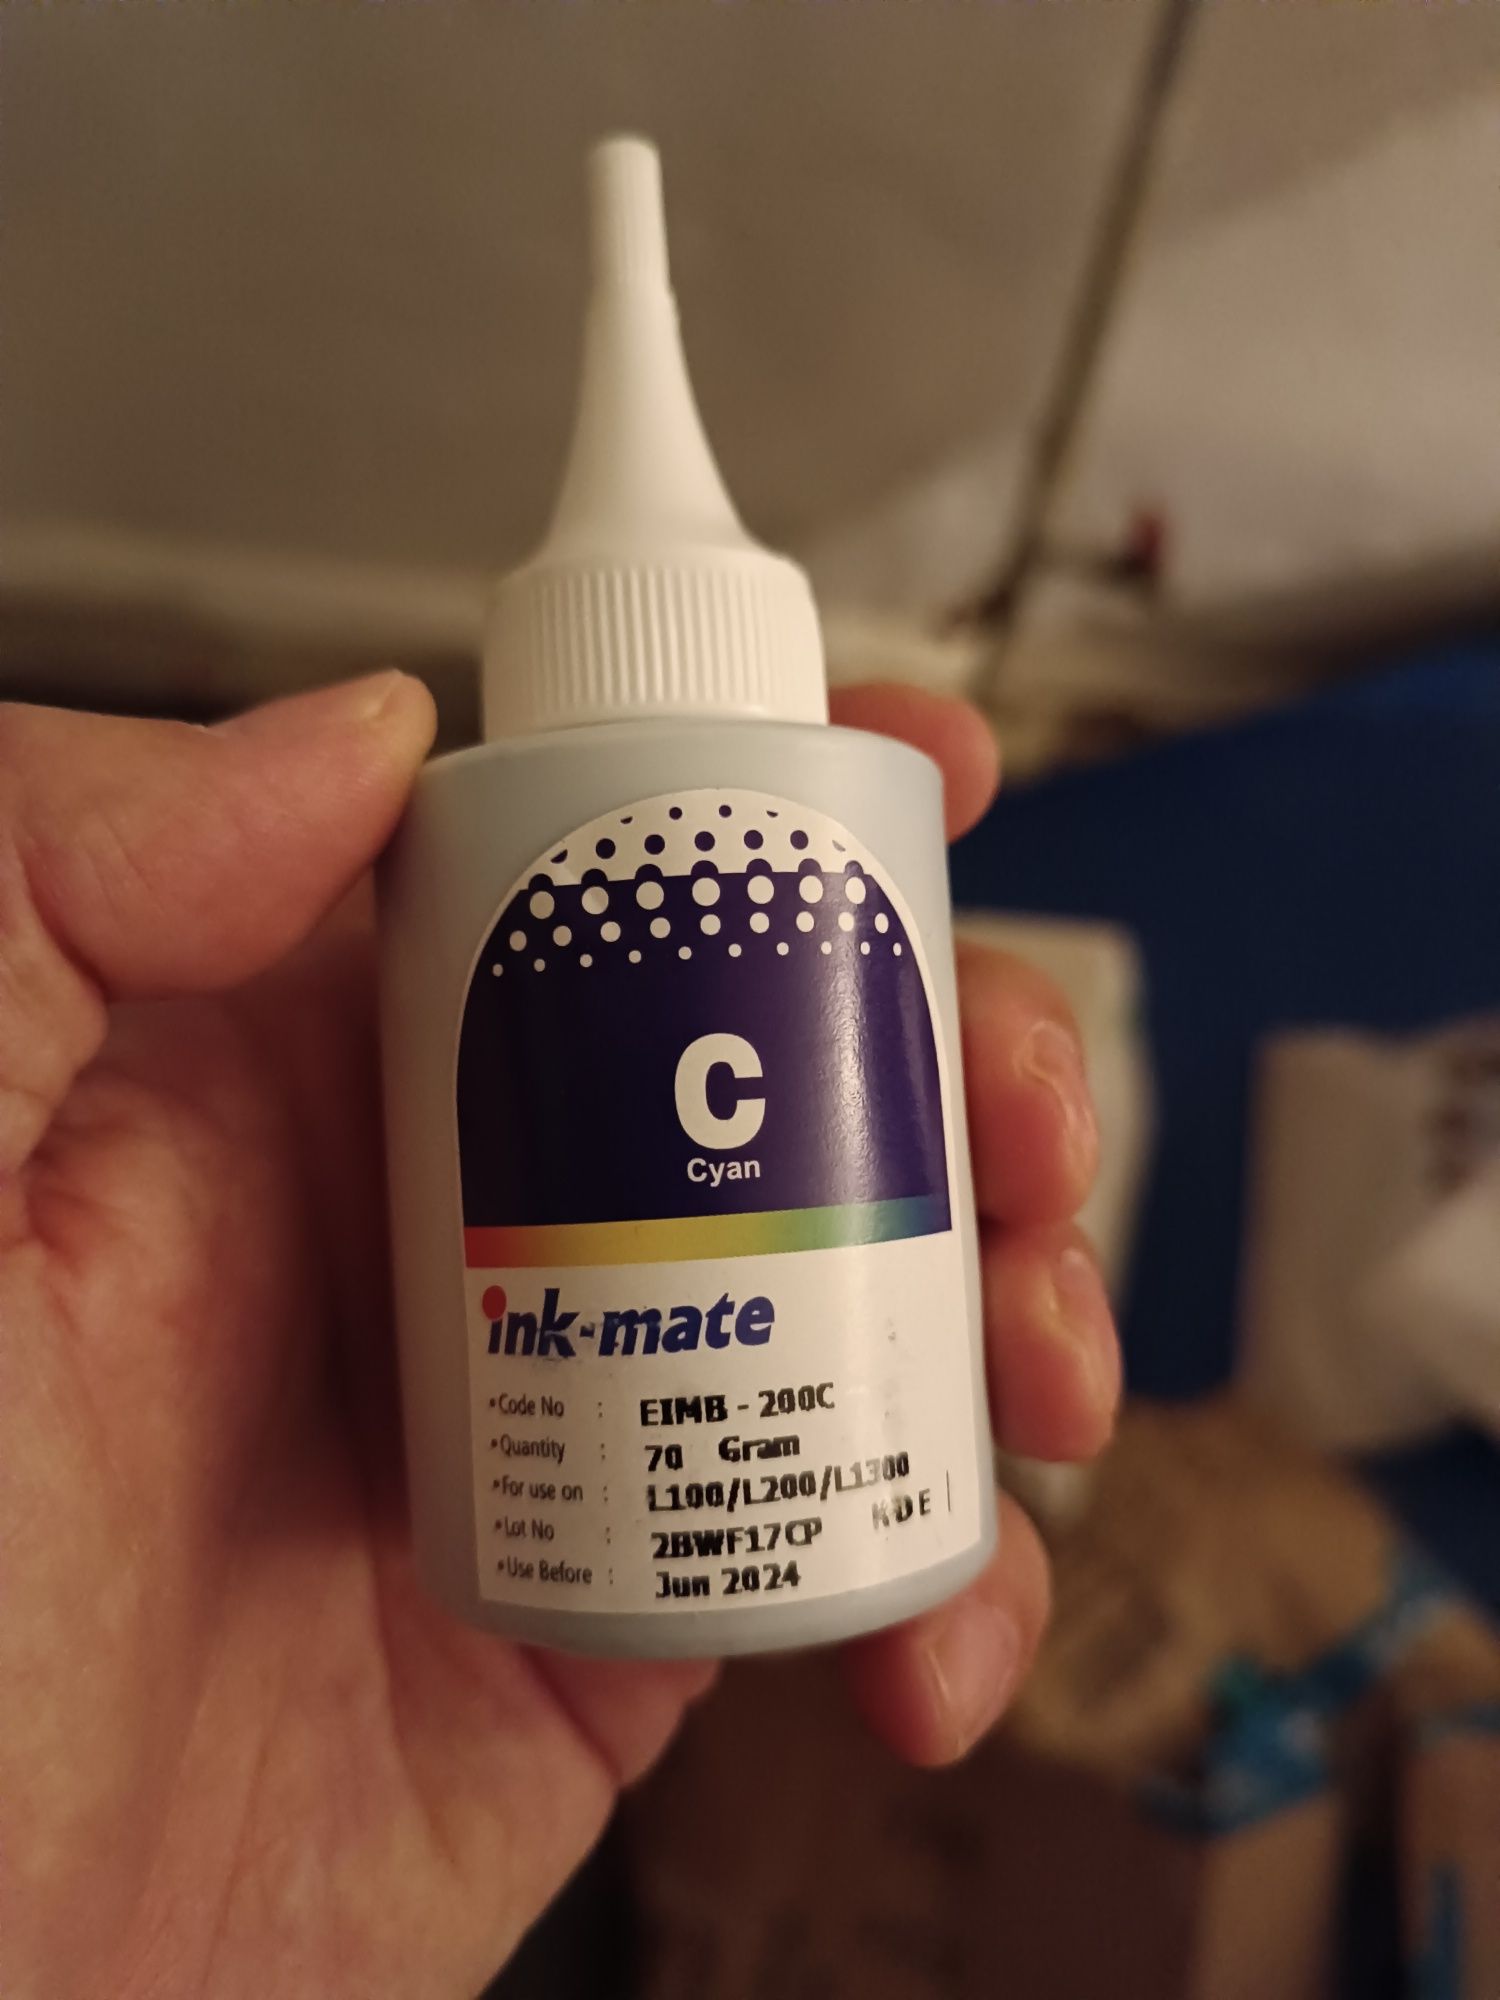 C
Cyan
ink-mate
•Code No : EIMB - 200C
•Quantity : 70 Gram
•For use on : L100/L200/L1300
•Lot No : 2BWF17CP KDE |
•Use Before : Jun 2024